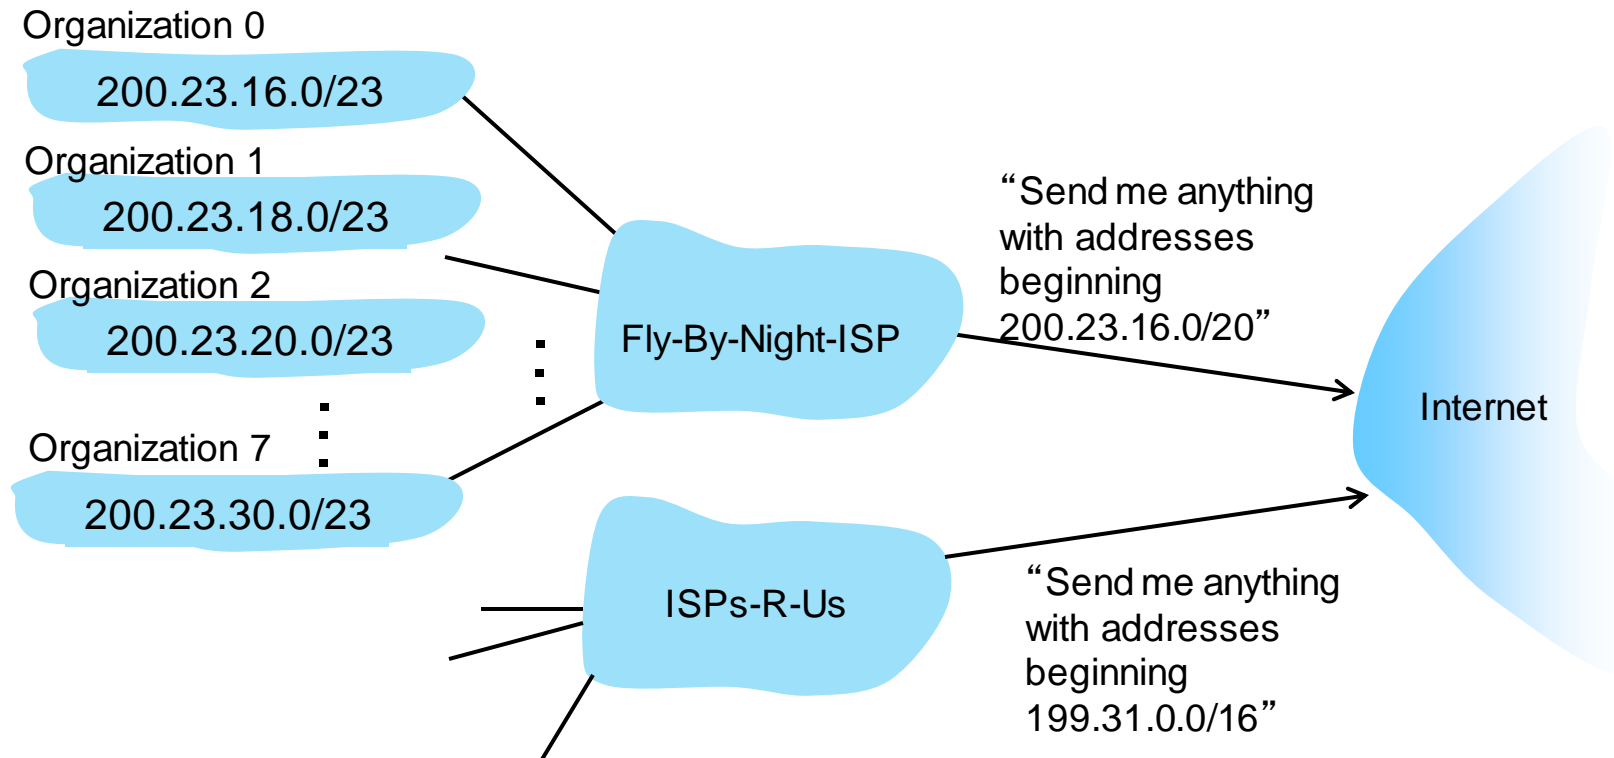 Organization 0
200.23.16.0/23
Organization 1
200.23.18.0/23
Organization 2
200.23.20.0/23
Organization 7
200.23.30.0/23
Fly-By-Night-ISP
“Send me anything
with addresses
beginning
200.23.16.0/20”
Internet
ISPs-R-Us
“Send me anything
with addresses
beginning
199.31.0.0/16”